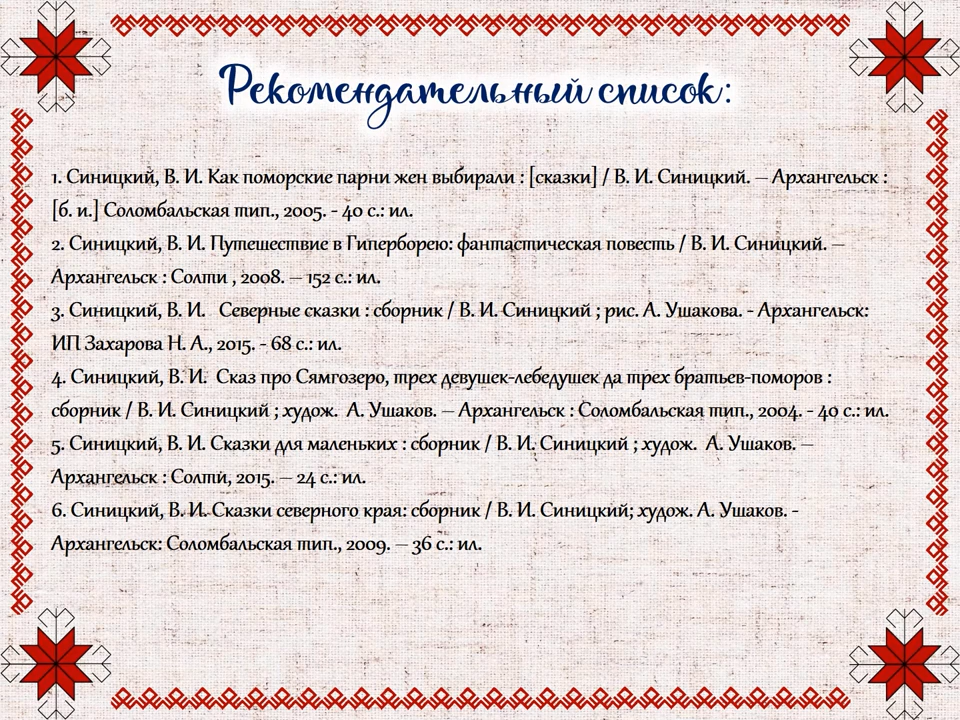 Рекомендательный список:
1. Синицкий, В. И. Как поморские парни жен выбирали : [сказки] / В. И. Синицкий. – Архангельск :
[б. и.] Соломбальская тип., 2005. - 40 с.: ил.
2. Синицкий, В. И. Путешествие в Гиперборею: фантастическая повесть / В. И. Синицкий. –
Архангельск : Солти , 2008. – 152 с.: ил.
3. Синицкий, В. И. Северные сказки : сборник / В. И. Синицкий ; рис. А. Ушакова. - Архангельск:
ИП Захарова Н. А., 2015. - 68 с.: ил.
4. Синицкий, В. И. Сказ про Сямгозеро, трех девушек-лебедушек да трех братьев-поморов :
сборник / В. И. Синицкий ; худож. А. Ушаков. – Архангельск : Соломбальская тип., 2004. - 40 с.: ил.
5. Синицкий, В. И. Сказки для маленьких : сборник / В. И. Синицкий ; худож. А. Ушаков. –
Архангельск : Солти, 2015. – 24 с.: ил.
6. Синицкий, В. И. Сказки северного края: сборник / В. И. Синицкий; худож. А. Ушаков. -
Архангельск: Соломбальская тип., 2009. – 36 с.: ил.